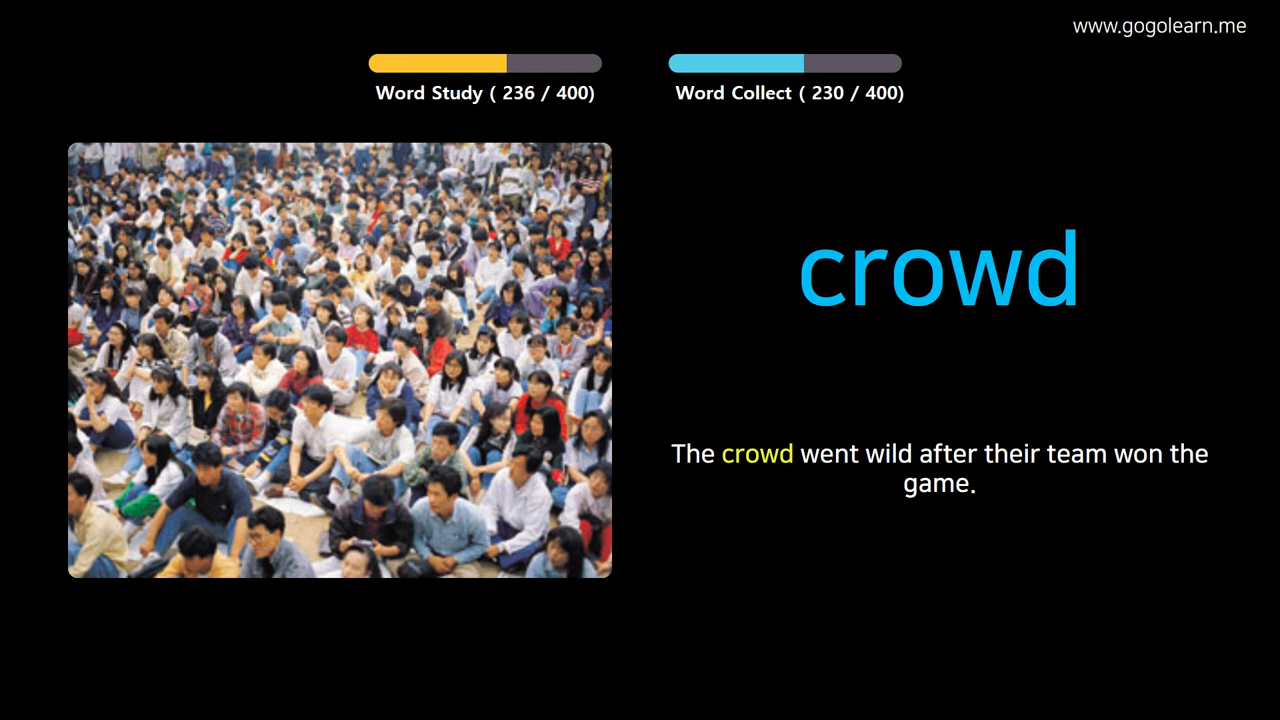 www.gogolearn.me
Word Study ( 236 / 400)
Word Collect ( 230 / 400)
crowd
The crowd went wild after their team won the
game.